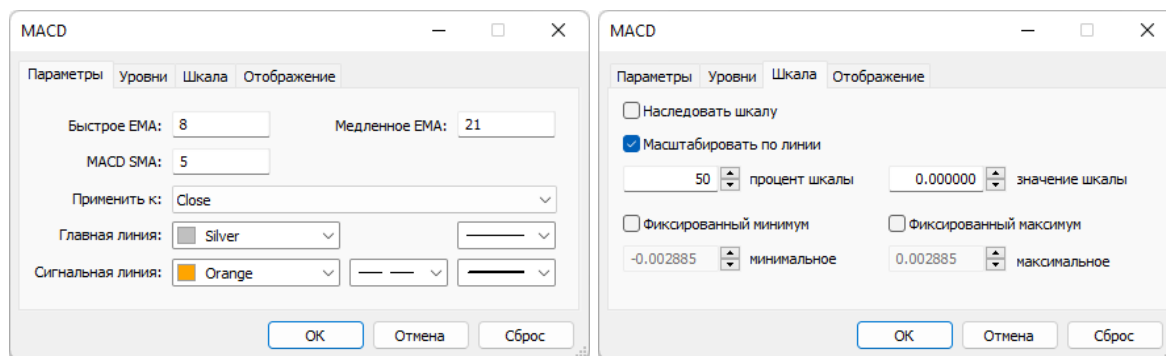 MACD
Параметры Уровни Шкала Отображение
Быстрое EMA: 8 Медленное EMA: 21
MACD SMA: 5
Применить к: Close
Главная линия: Silver
Сигнальная линия: Orange
OK Отмена Сброс
MACD
Параметры Уровни Шкала Отображение
Наследовать шкалу
Масштабировать по линии
50 процент шкалы 0.000000 значение шкалы
Фиксированный минимум Фиксированный максимум
-0.002885 минимальное 0.002885 максимальное
OK Отмена Сброс